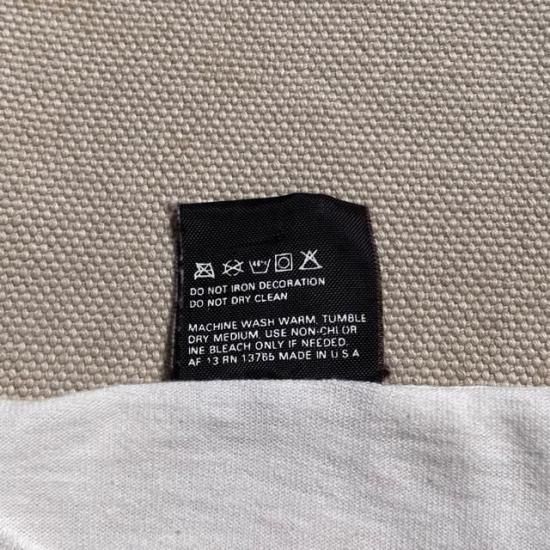 40°c
DO NOT IRON DECORATION
DO NOT DRY CLEAN
MACHINE WASH WARM, TUMBLE
DRY MEDIUM. USE NON-CHLOR
INE BLEACH ONLY IF NEEDED.
AF 13 RN 13765 MADE IN U S A